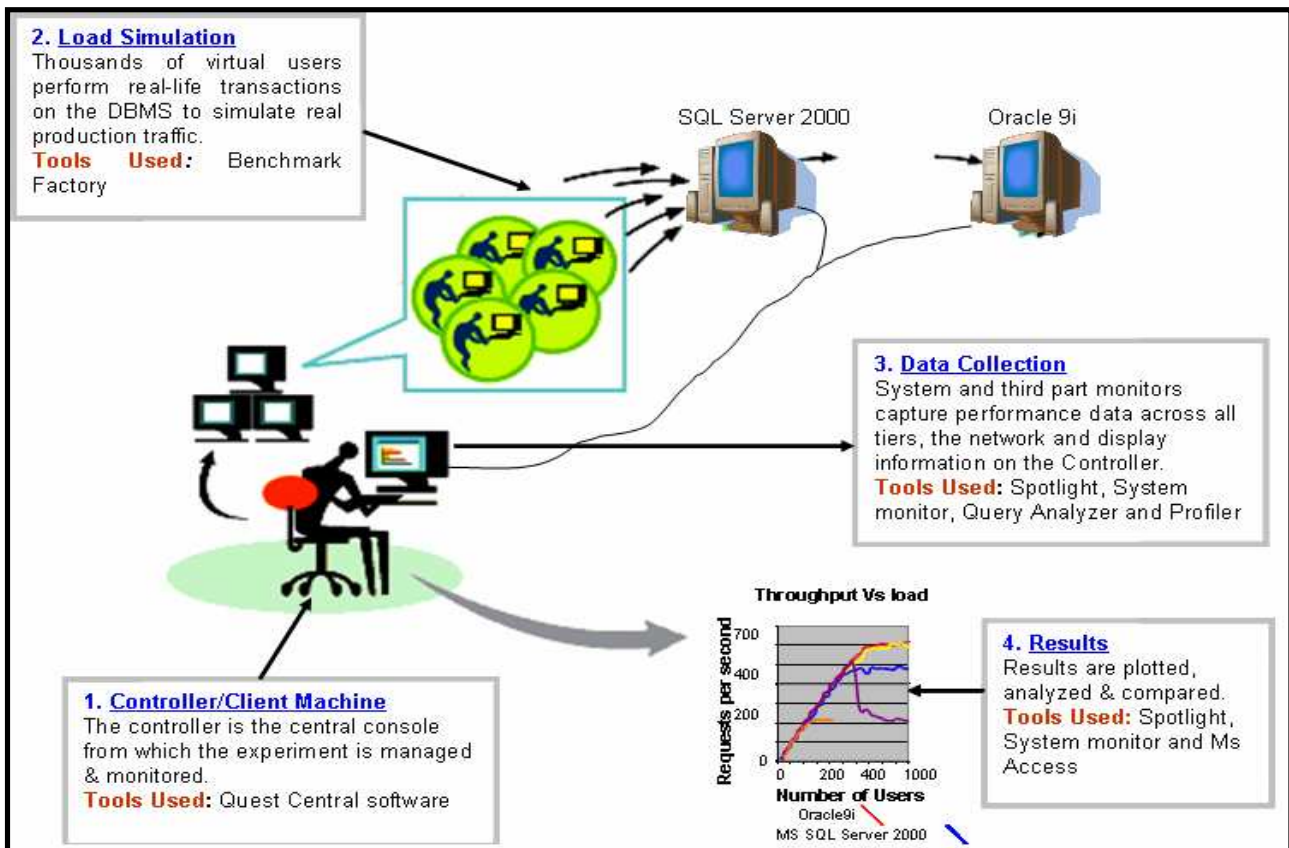 2. Load Simulation
Thousands of virtual users
perform real-life transactions
on the DBMS to simulate real
production traffic.
Tools Used: Benchmark
Factory
SQL Server 2000
Oracle 9i
3. Data Collection
System and third part monitors
capture performance data across all
tiers, the network and display
information on the Controller.
Tools Used: Spotlight, System
monitor, Query Analyzer and Profiler
1. Controller/Client Machine
The controller is the central console
from which the experiment is managed
& monitored.
Tools Used: Quest Central software
Throughput Vs load
Requests per second
700
400
200
0
0 200 400 1000
Number of Users
Oracle9i
MS SQL Server 2000
4. Results
Results are plotted,
analyzed & compared.
Tools Used: Spotlight,
System monitor and Ms
Access